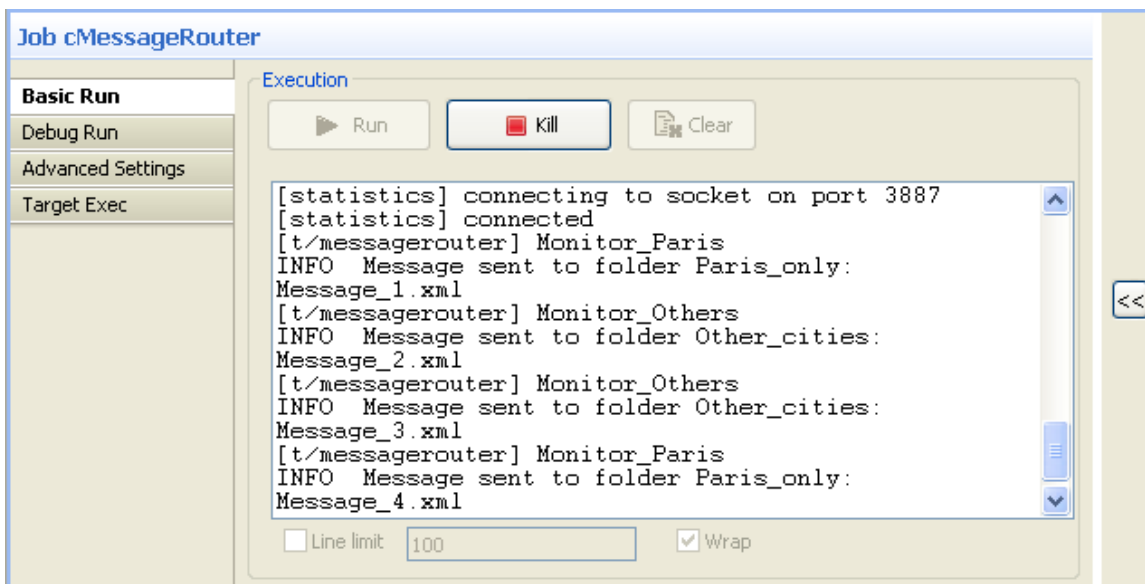 Job cMessageRouter
Basic Run
Debug Run
Advanced Settings
Target Exec
Execution
Run
Kill
Clear
[statistics] connecting to socket on port 3887
[statistics] connected
[t/messagerouter] Monitor_Paris
INFO  Message sent to folder Paris_only:
Message_1.xml
[t/messagerouter] Monitor_Others
INFO  Message sent to folder Other_cities:
Message_2.xml
[t/messagerouter] Monitor_Others
INFO  Message sent to folder Other_cities:
Message_3.xml
[t/messagerouter] Monitor_Paris
INFO  Message sent to folder Paris_only:
Message_4.xml
Line limit 100 Wrap
<<